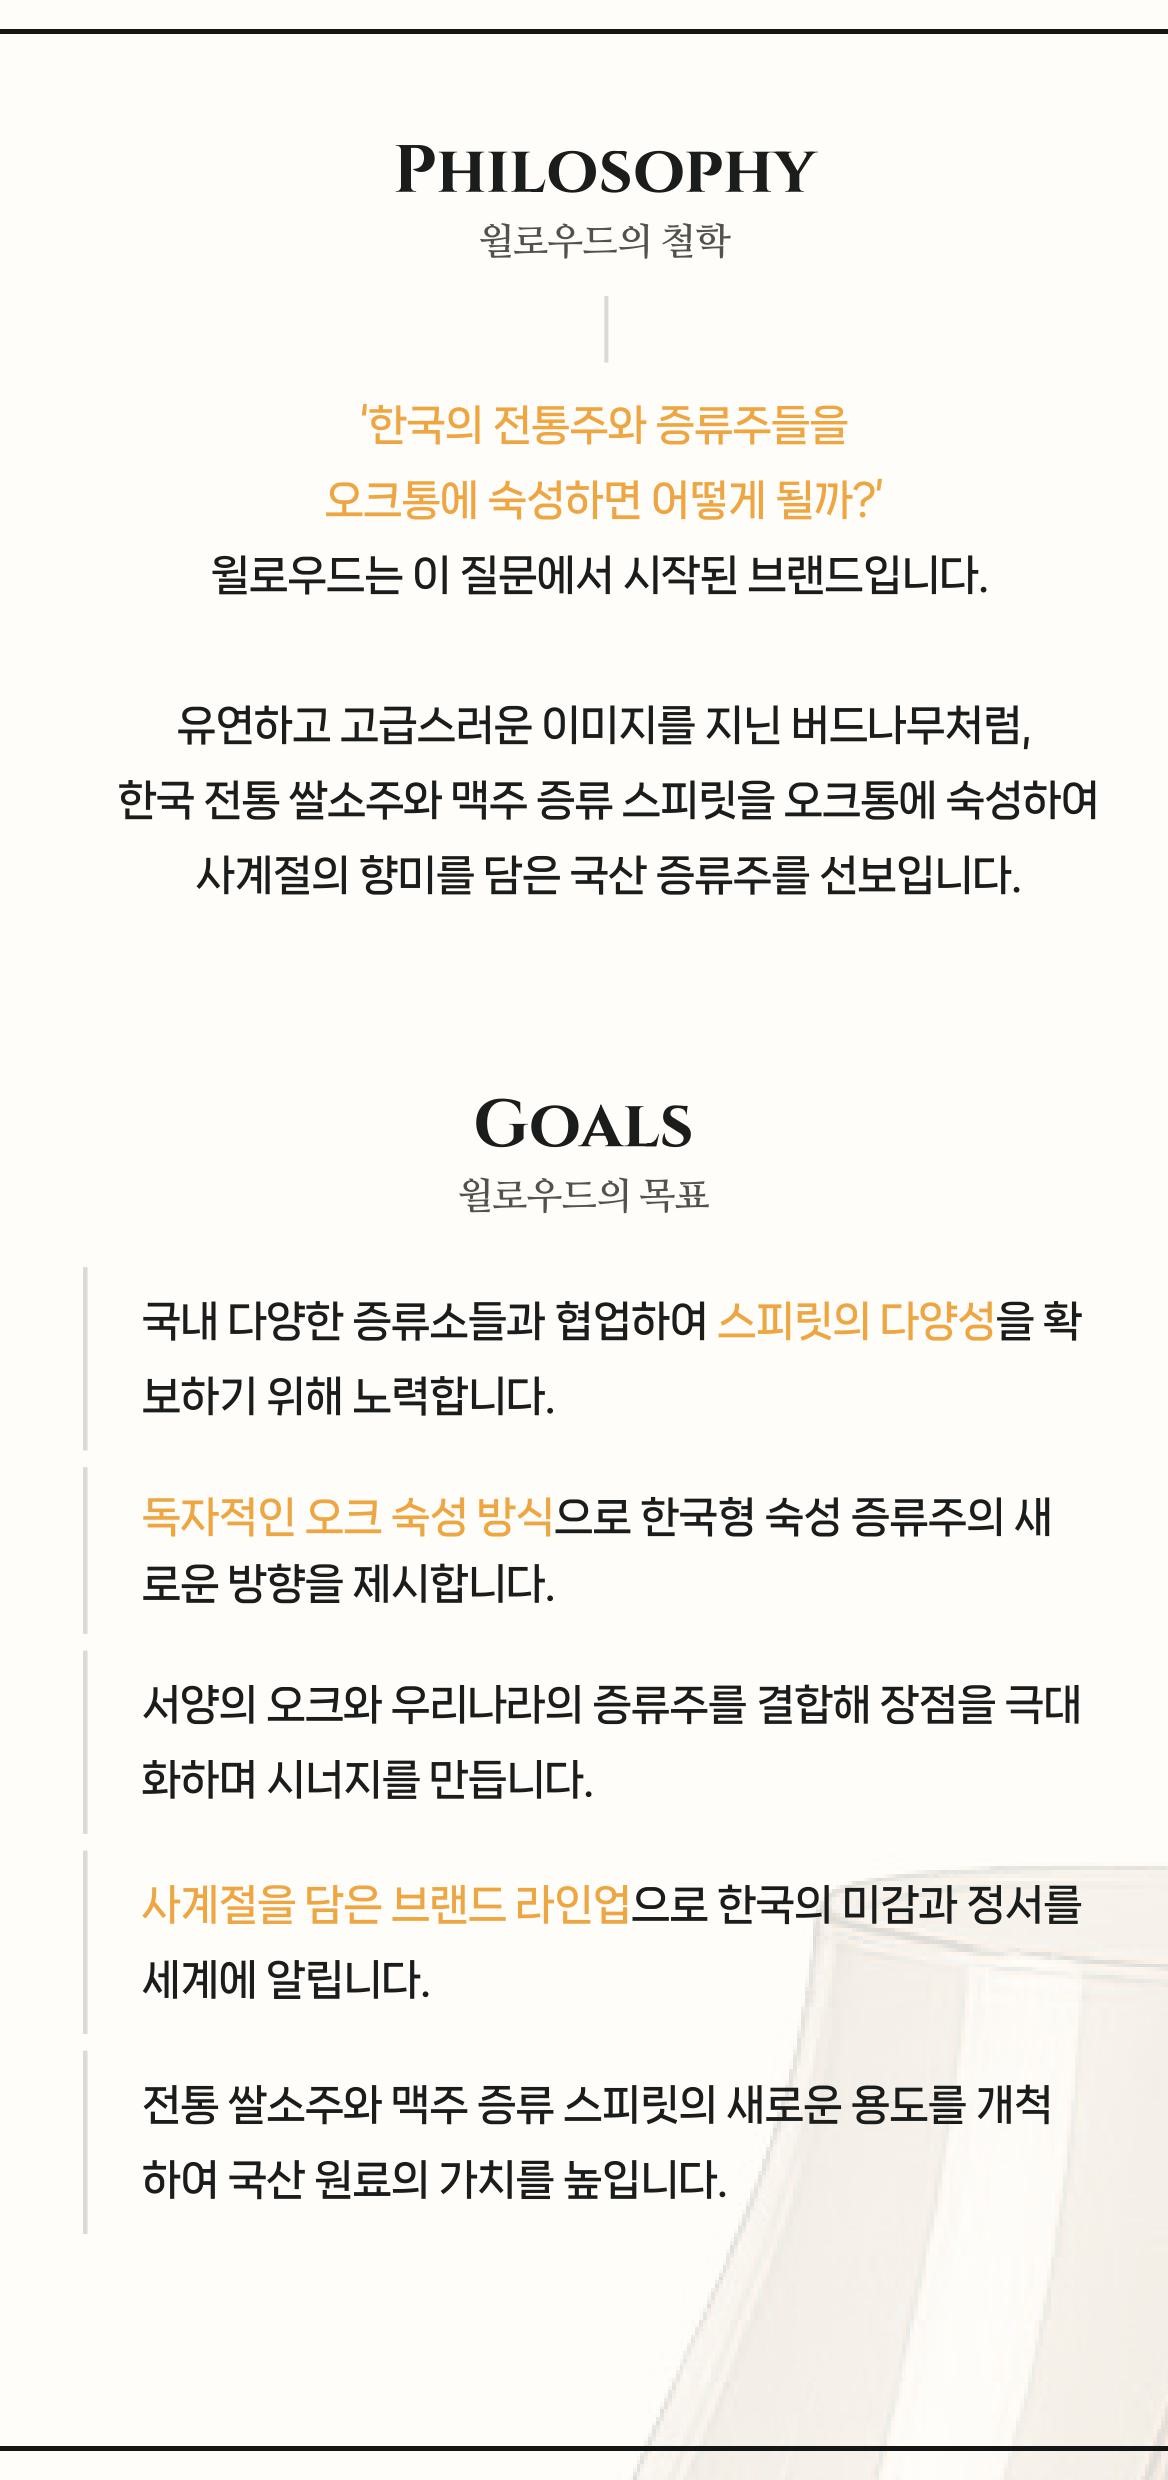 PHILOSOPHY
윌로우드의 철학
'한국의 전통주와 증류주들을
오크통에 숙성하면 어떻게 될까?'
윌로우드는 이 질문에서 시작된 브랜드입니다.
유연하고 고급스러운 이미지를 지닌 버드나무처럼,
한국 전통 쌀소주와 맥주 증류 스피릿을 오크통에 숙성하여
사계절의 향미를 담은 국산 증류주를 선보입니다.
GOALS
윌로우드의 목표
국내 다양한 증류소들과 협업하여 스피릿의 다양성을 확
보하기 위해 노력합니다.
독자적인 오크 숙성 방식으로 한국형 숙성 증류주의 새
로운 방향을 제시합니다.
서양의 오크와 우리나라의 증류주를 결합해 장점을 극대
화하며 시너지를 만듭니다.
사계절을 담은 브랜드 라인업으로 한국의 미감과 정서를
세계에 알립니다.
전통 쌀소주와 맥주 증류 스피릿의 새로운 용도를 개척
하여 국산 원료의 가치를 높입니다.